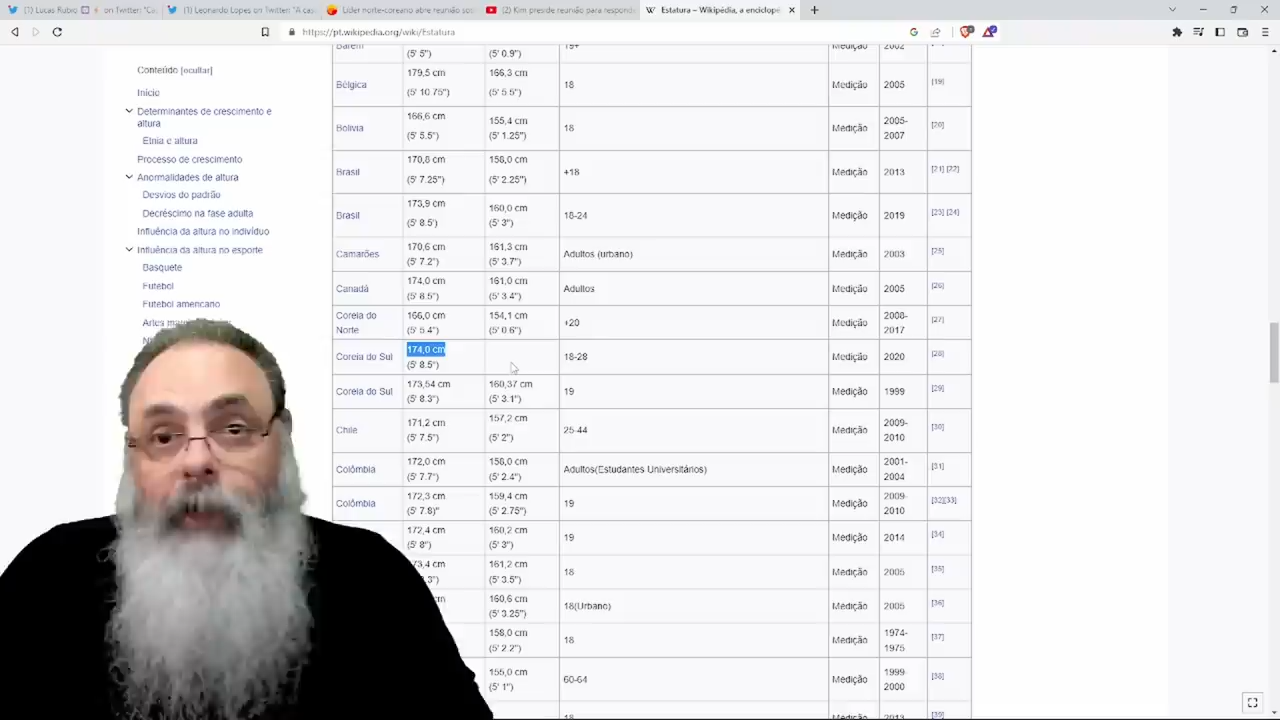 (1) Lucas Rubio on Twitter: "Cu
(1) Leonardo Lopes on Twitter: "A cas
Líder norte-coreano abre reunião so
(2) Kim preside reunião para respond
Estatura – Wikipédia, a enciclopé
https://pt.wikipedia.org/wiki/Estatura
Conteúdo [ocultar]
Início
Determinantes de crescimento e
altura
Etnia e altura
Processo de crescimento
Anormalidades de altura
Desvios do padrão
Decréscimo na fase adulta
Influência da altura no indivíduo
Influência da altura no esporte
Basquete
Futebol
Futebol americano
Artes
Barém (5' 5") (5' 0.9") 19+ Medição 2002
Bélgica 179,5 cm (5' 10.75") 166,3 cm (5' 5.5") 18 Medição 2005 [19]
Bolívia 166,6 cm (5' 5.5") 155,4 cm (5' 1.25") 18 Medição 2005-2007 [20]
Brasil 170,8 cm (5' 7.25") 158,0 cm (5' 2.25") +18 Medição 2013 [21] [22]
Brasil 173,9 cm (5' 8.5') 160,0 cm (5' 3") 18-24 Medição 2019 [23] [24]
Camarões 170,6 cm (5' 7.2") 161,3 cm (5' 3.7") Adultos (urbano) Medição 2003 [25]
Canadá 174,0 cm (5' 8.5") 161,0 cm (5' 3.4") Adultos Medição 2005 [26]
Coreia do Norte 166,0 cm (5' 5.4") 154,1 cm (5' 0.6") +20 Medição 2008-2017 [27]
Coreia do Sul 174,0 cm (5' 8.5") 18-28 Medição 2020 [28]
Coreia do Sul 173,54 cm (5' 8.3") 160,37 cm (5' 3.1") 19 Medição 1999 [29]
Chile 171,2 cm (5' 7.5") 157,2 cm (5' 2") 25-44 Medição 2009-2010 [30]
Colômbia 172,0 cm (5' 7.7") 158,0 cm (5' 2.4") Adultos(Estudantes Universitários) Medição 2001-2004 [31]
Colômbia 172,3 cm (5' 7.8)" 159,4 cm (5' 2.75") 19 Medição 2009-2010 [32][33]
172,4 cm (5' 8") 160,2 cm (5' 3") 19 Medição 2014 [34]
161,2 cm (5' 3.5") 18 Medição 2005 [35]
160,6 cm (5' 3.25") 18(Urbano) Medição 2005 [36]
158,0 cm (5' 2.2") 18 Medição 1974-1975 [37]
155,0 cm (5' 1") 60-64 Medição 1999-2000 [38]
18 Medição 2013 [39]